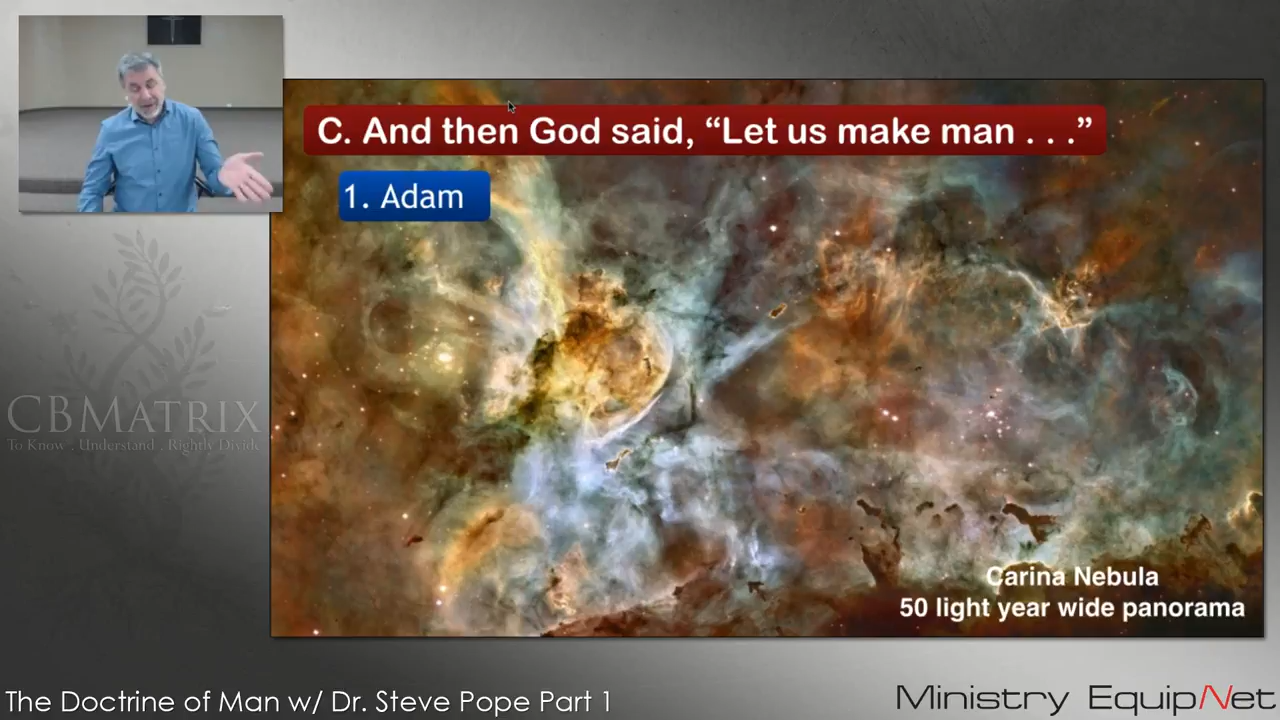 C. And then God said, “Let us make man . . .”
1. Adam
CBMATRIX
To Know . Understand . Rightly Divide
Carina Nebula
50 light year wide panorama
The Doctrine of Man w/ Dr. Steve Pope Part 1
Ministry EquipNet